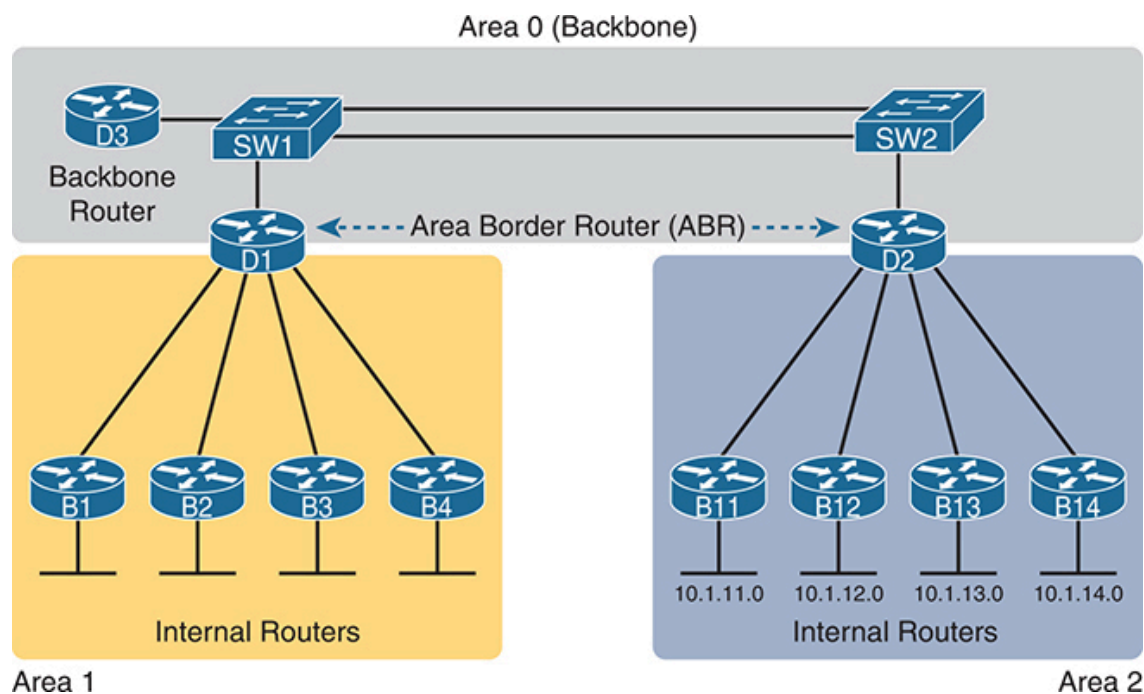 Area 0 (Backbone)
D3
SW1
SW2
Backbone
Router
Area Border Router (ABR)
D1
D2
B1
B2
B3
B4
B11
B12
B13
B14
10.1.11.0
10.1.12.0
10.1.13.0
10.1.14.0
Internal Routers
Internal Routers
Area 1
Area 2